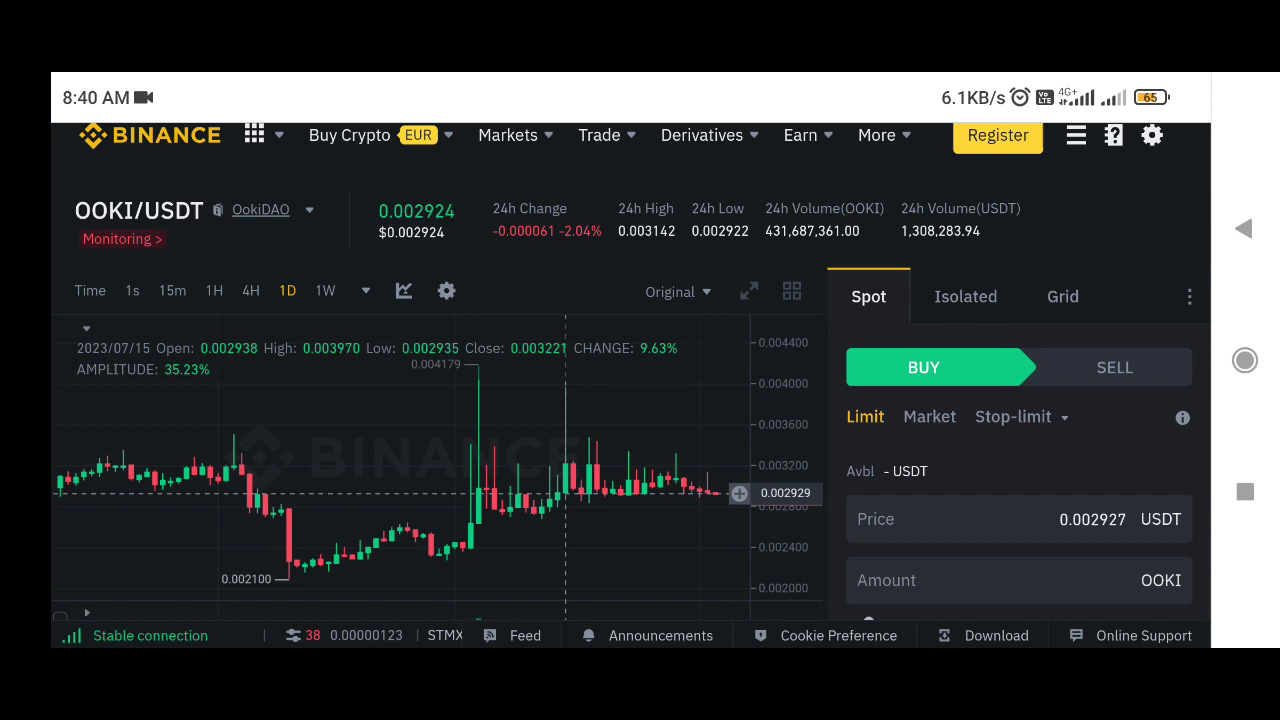 8:40 AM 6.1KB/s Vo LTE 4G+ 65
BINANCE Buy Crypto EUR Markets Trade Derivatives Earn More Register
OOKI/USDT OokiDAO
Monitoring >
0.002924
$0.002924
24h Change
-0.000061 -2.04%
24h High
0.003142
24h Low
0.002922
24h Volume(OOKI)
431,687,361.00
24h Volume(USDT)
1,308,283.94
Time 1s 15m 1H 4H 1D 1W Original
2023/07/15 Open: 0.002938 High: 0.003970 Low: 0.002935 Close: 0.003221 CHANGE: 9.63%
AMPLITUDE: 35.23%
0.004179
BINANCE
0.002100
0.004400
0.004000
0.003600
0.003200
0.002929
0.002800
0.002400
0.002000
Spot Isolated Grid
BUY SELL
Limit Market Stop-limit
Avbl - USDT
Price 0.002927 USDT
Amount OOKI
Stable connection 38 0.00000123 STMX Feed Announcements Cookie Preference Download Online Support